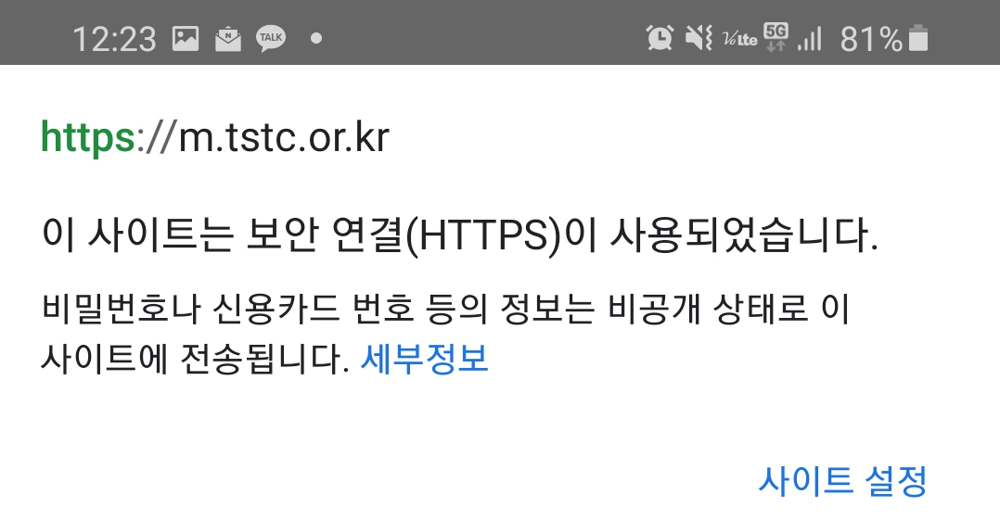 12:23 N TALK VoLte 5G 81%
https://m.tstc.or.kr
이 사이트는 보안 연결(HTTPS)이 사용되었습니다.
비밀번호나 신용카드 번호 등의 정보는 비공개 상태로 이
사이트에 전송됩니다. 세부정보
사이트 설정